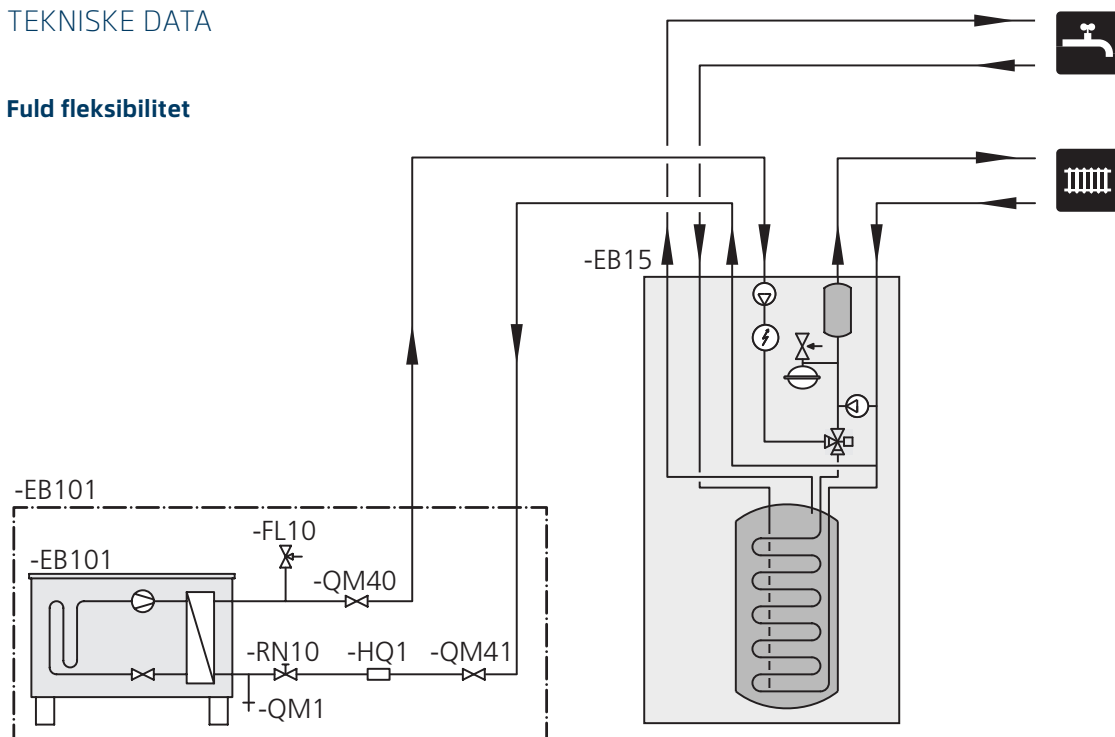 TEKNISKE DATA
Fuld fleksibilitet
-EB15
-EB101
-FL10
-EB101
-QM40
-RN10
-HQ1
-QM41
-QM1